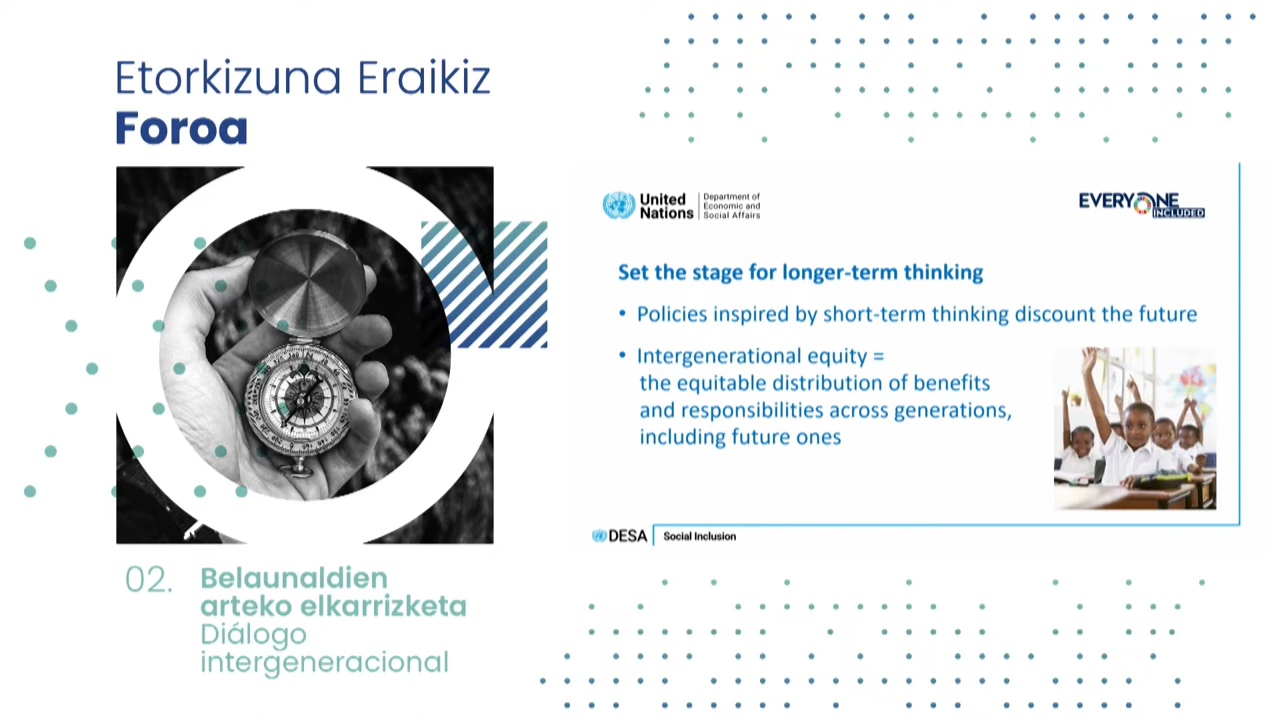 Etorkizuna Eraikiz
Foroa
United
Nations
Department of
Economic and
Social Affairs
EVERYONE
INCLUDED
Set the stage for longer-term thinking
• Policies inspired by short-term thinking discount the future
• Intergenerational equity =
the equitable distribution of benefits
and responsibilities across generations,
including future ones
DESA
Social Inclusion
02.
Belaunaldien
arteko elkarrizketa
Diálogo
intergeneracional